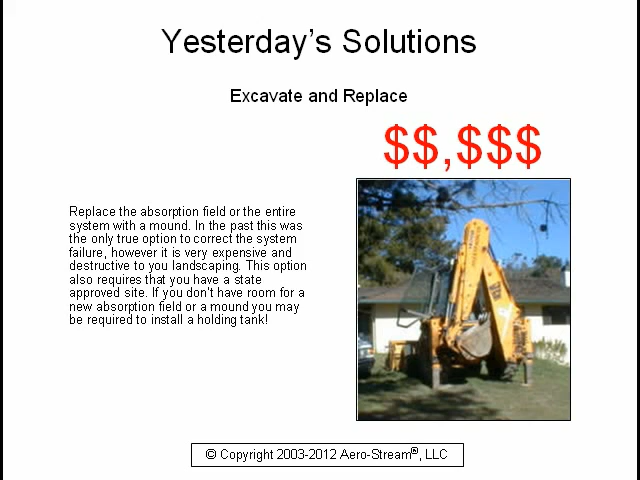 Yesterday's Solutions
Excavate and Replace
$$,$$$
Replace the absorption field or the entire
system with a mound. In the past this was
the only true option to correct the system
failure, however it is very expensive and
destructive to you landscaping. This option
also requires that you have a state
approved site. If you don't have room for a
new absorption field or a mound you may
be required to install a holding tank!
© Copyright 2003-2012 Aero-Stream®, LLC